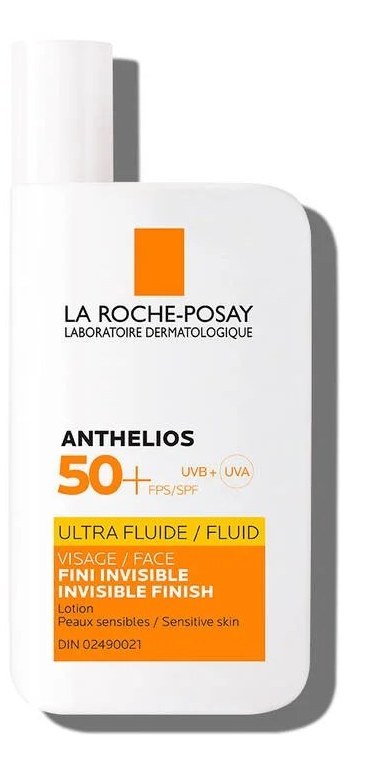 LA ROCHE-POSAY
LABORATOIRE DERMATOLOGIQUE
ANTHELIOS
50+ UVB + UVA
FPS/SPF
ULTRA FLUIDE / FLUID
VISAGE / FACE
FINI INVISIBLE
INVISIBLE FINISH
Lotion
Peaux sensibles / Sensitive skin
DIN 02490021